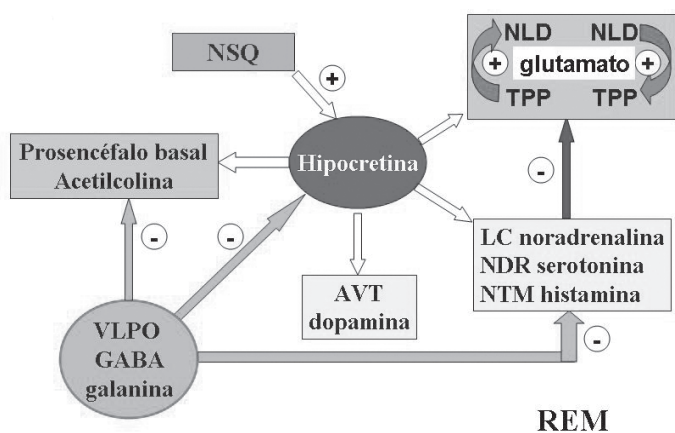 NSQ
+
NLD NLD
+ glutamato +
TPP TPP
Prosencéfalo basal
Acetilcolina
Hipocretina
-
-
-
LC noradrenalina
NDR serotonina
NTM histamina
AVT
dopamina
VLPO
GABA
galanina
-
REM